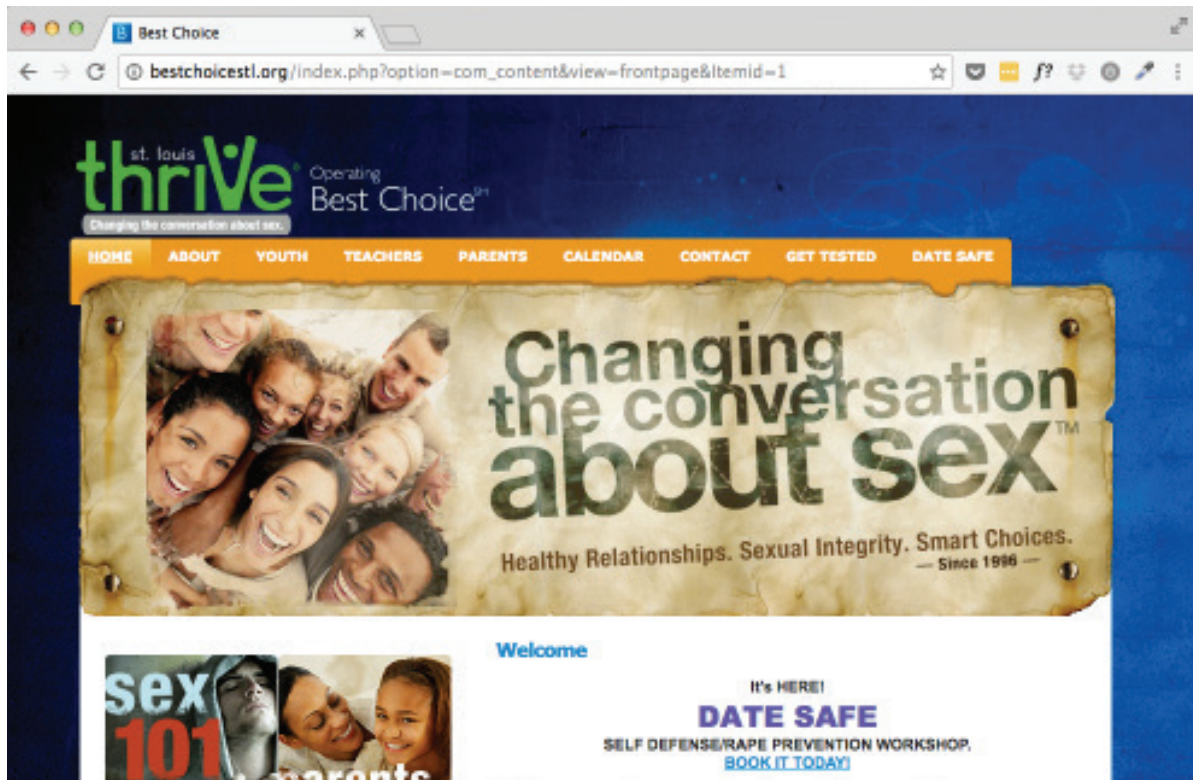 Best Choice
bestchoicestl.org/index.php?option=com_content&view=frontpage&Itemid=1
f?
st. louis
thrive®
Operating
Best Choice℠
Changing the conversation about sex.
HOME ABOUT YOUTH TEACHERS PARENTS CALENDAR CONTACT GET TESTED DATE SAFE
Changing
the conversation
about sex™
Healthy Relationships. Sexual Integrity. Smart Choices.
— Since 1996 —
Welcome
sex
101
parents
It's HERE!
DATE SAFE
SELF DEFENSE/RAPE PREVENTION WORKSHOP.
BOOK IT TODAY!